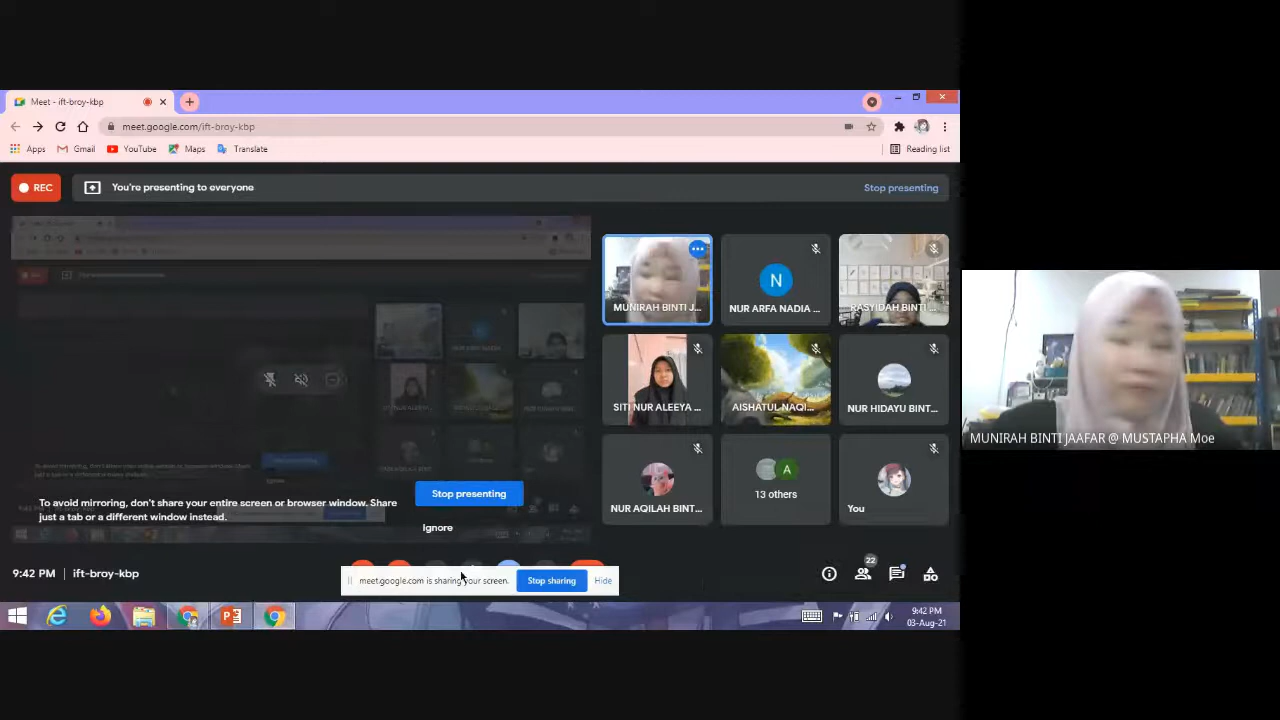 Meet - ift-broy-kbp
meet.google.com/ift-broy-kbp
Apps Gmail YouTube Maps Translate Reading list
REC You're presenting to everyone Stop presenting
MUNIRAH BINTI J... NUR ARFA NADIA ... RASYIDAH BINTI ...
N
SITI NUR ALEEYA ... AISHATUL NAQI... NUR HIDAYU BINT...
MUNIRAH BINTI JAAFAR @ MUSTAPHA Moe
A
13 others
NUR AQILAH BINT... You
To avoid mirroring, don't share your entire screen or browser window. Share
just a tab or a different window instead.
Stop presenting
Ignore
9:42 PM | ift-broy-kbp
22
meet.google.com is sharing your screen. Stop sharing Hide
9:42 PM
03-Aug-21